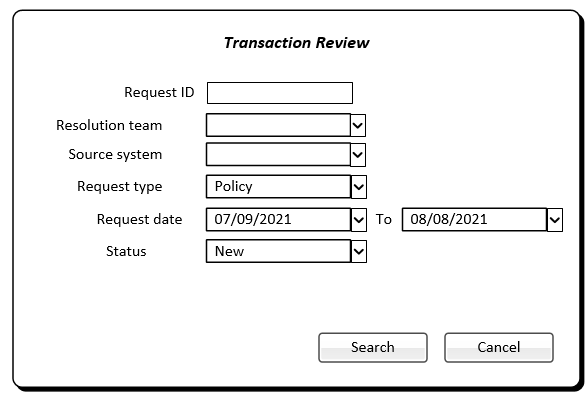 Transaction Review
Request ID
Resolution team
Source system
Request type Policy
Request date 07/09/2021 To 08/08/2021
Status New
Search Cancel